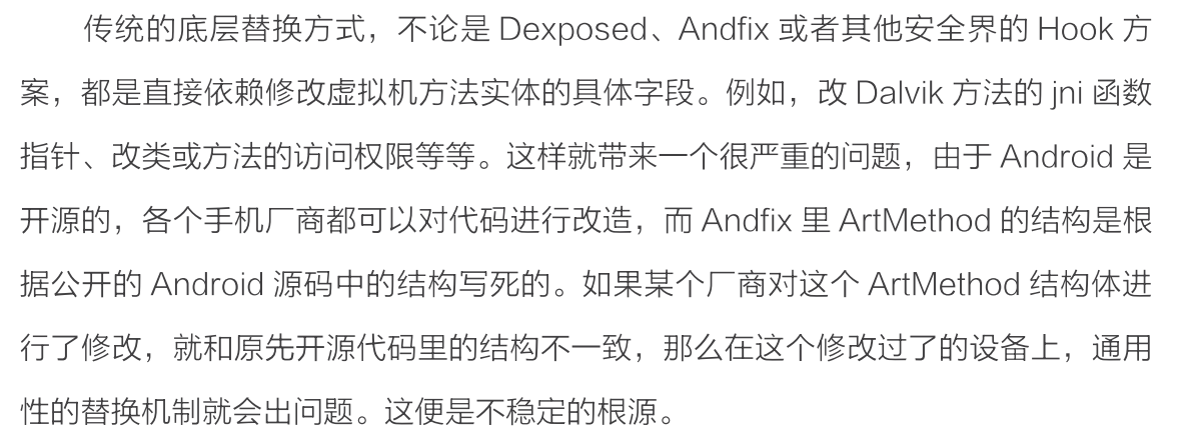 传统的底层替换方式，不论是 Dexposed、Andfix 或者其他安全界的 Hook 方
案，都是直接依赖修改虚拟机方法实体的具体字段。例如，改 Dalvik 方法的 jni 函数
指针、改类或方法的访问权限等等。这样就带来一个很严重的问题，由于 Android 是
开源的，各个手机厂商都可以对代码进行改造，而 Andfix 里 ArtMethod 的结构是根
据公开的 Android 源码中的结构写死的。如果某个厂商对这个 ArtMethod 结构体进
行了修改，就和原先开源代码里的结构不一致，那么在这个修改过了的设备上，通用
性的替换机制就会出问题。这便是不稳定的根源。